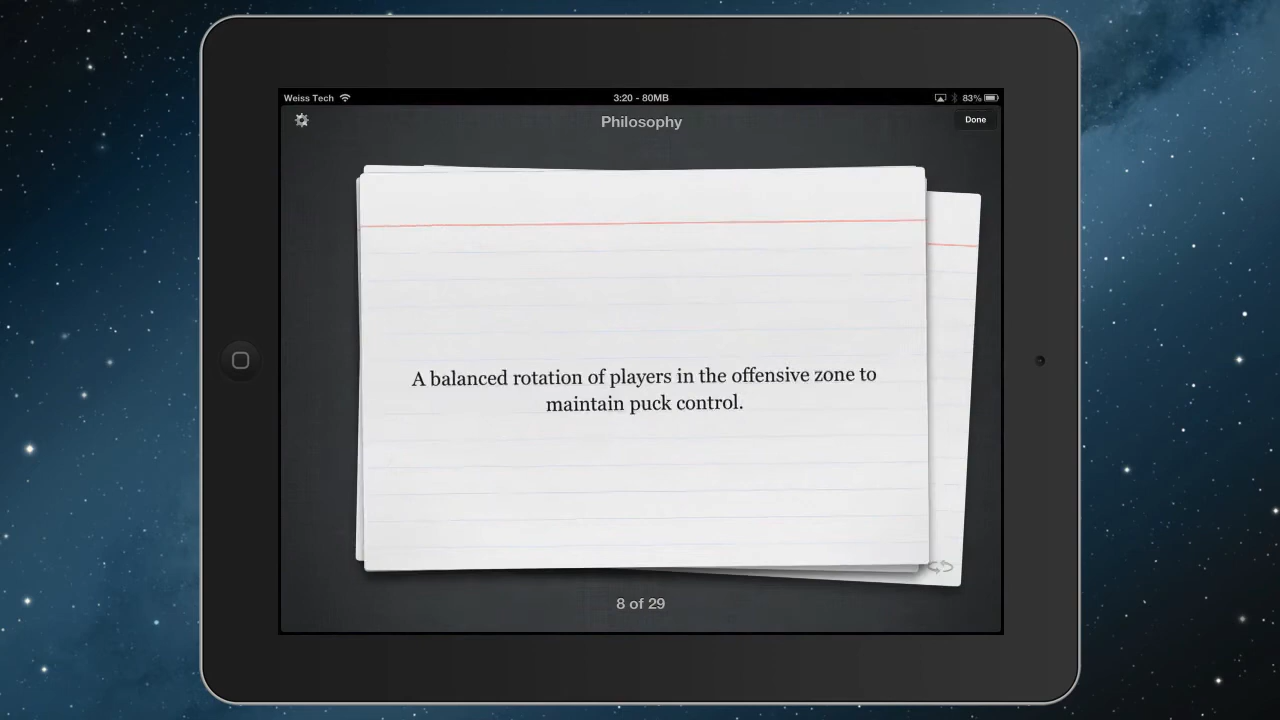 Weiss Tech
3:20 - 80MB
83%
Philosophy
Done
A balanced rotation of players in the offensive zone to
maintain puck control.
8 of 29